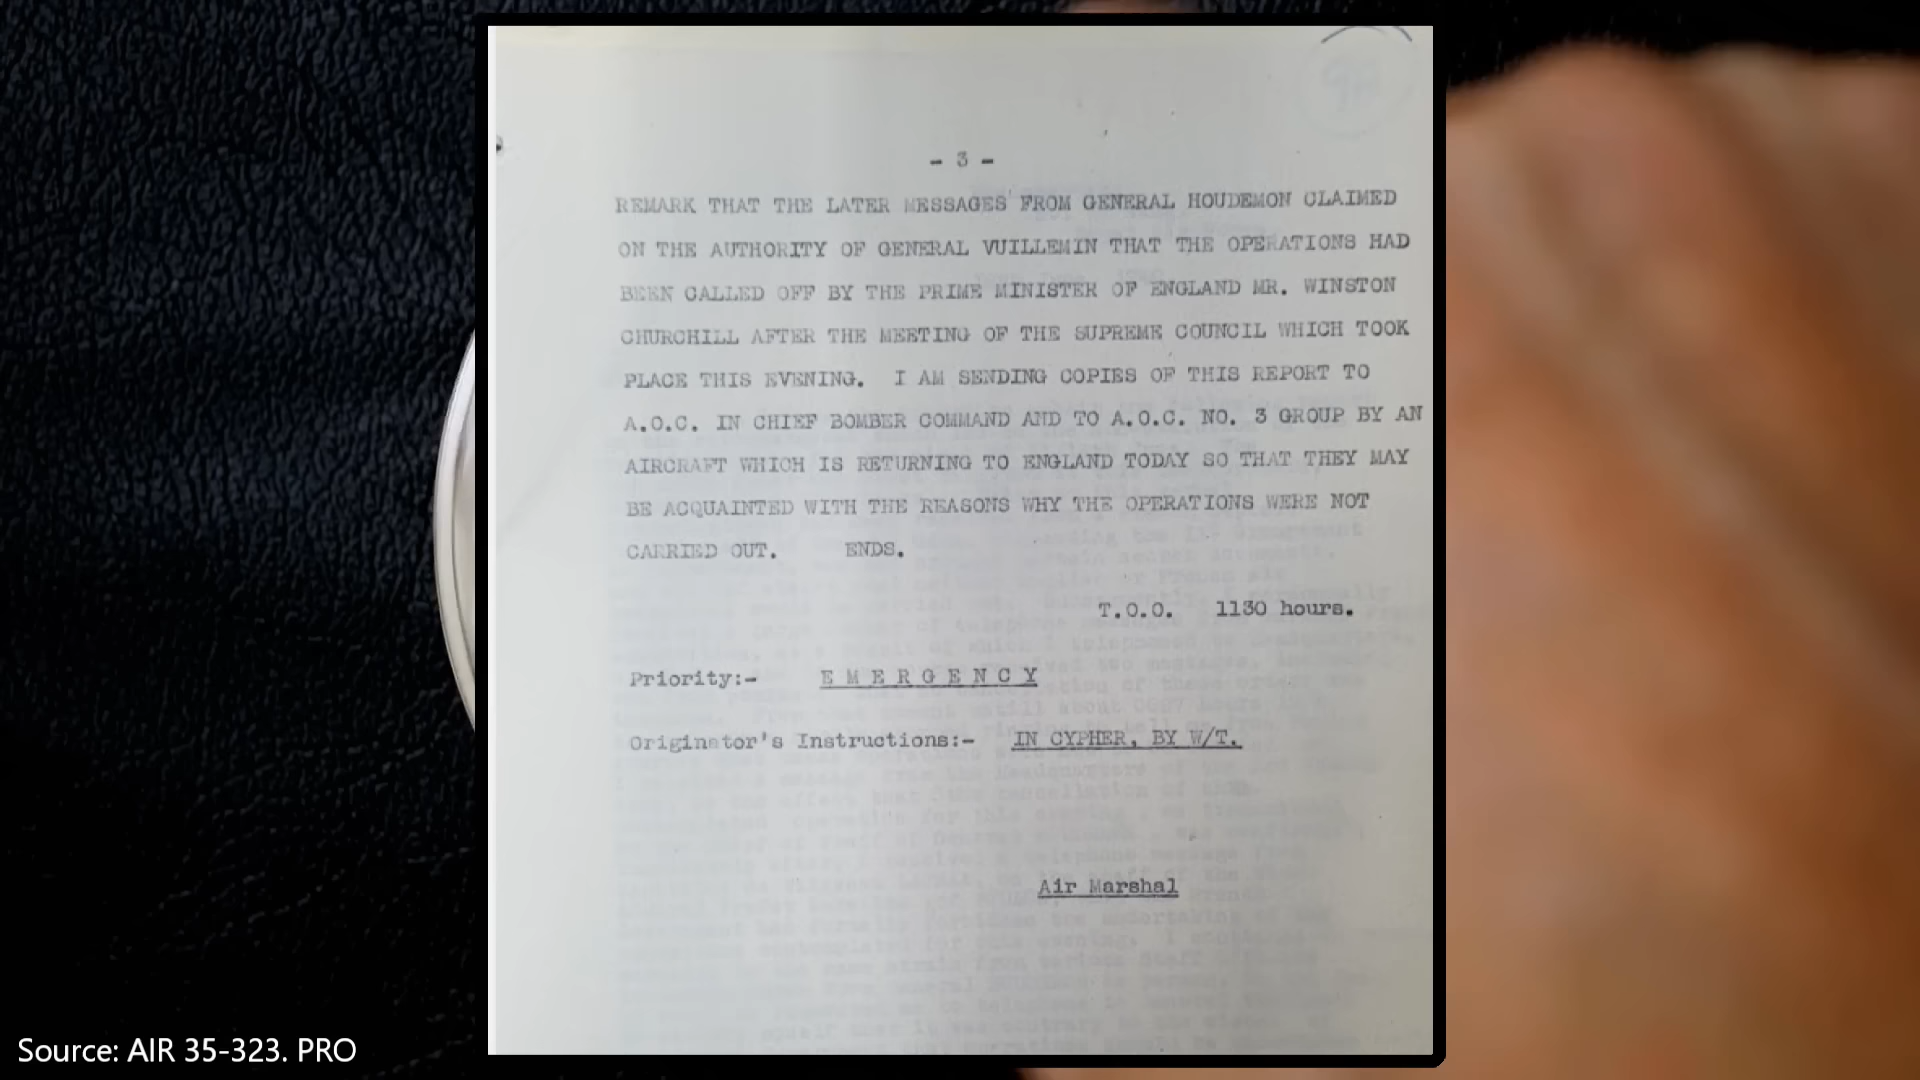 - 3 -
REMARK THAT THE LATER MESSAGES FROM GENERAL HOUDEMON CLAIMED
ON THE AUTHORITY OF GENERAL VUILLEMIN THAT THE OPERATIONS HAD
BEEN CALLED OFF BY THE PRIME MINISTER OF ENGLAND MR. WINSTON
CHURCHILL AFTER THE MEETING OF THE SUPREME COUNCIL WHICH TOOK
PLACE THIS EVENING. I AM SENDING COPIES OF THIS REPORT TO
A.O.C. IN CHIEF BOMBER COMMAND AND TO A.O.C. NO. 3 GROUP BY AN
AIRCRAFT WHICH IS RETURNING TO ENGLAND TODAY SO THAT THEY MAY
BE ACQUAINTED WITH THE REASONS WHY THE OPERATIONS WERE NOT
CARRIED OUT. ENDS.
T.O.O. 1130 hours.
Priority:- E M E R G E N C Y
Originator's Instructions:- IN CYPHER, BY W/T.
Air Marshal
Source: AIR 35-323. PRO